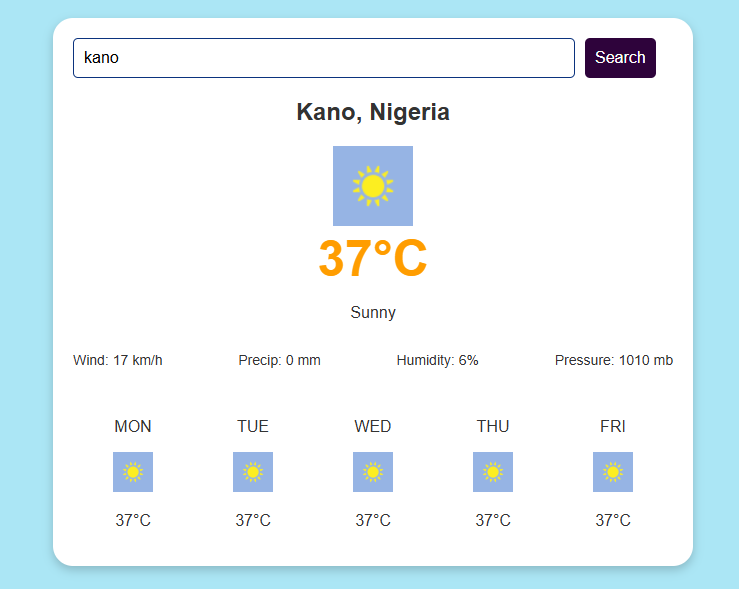 kano
Search
Kano, Nigeria
37°C
Sunny
Wind: 17 km/h Precip: 0 mm Humidity: 6% Pressure: 1010 mb
MON TUE WED THU FRI
37°C 37°C 37°C 37°C 37°C